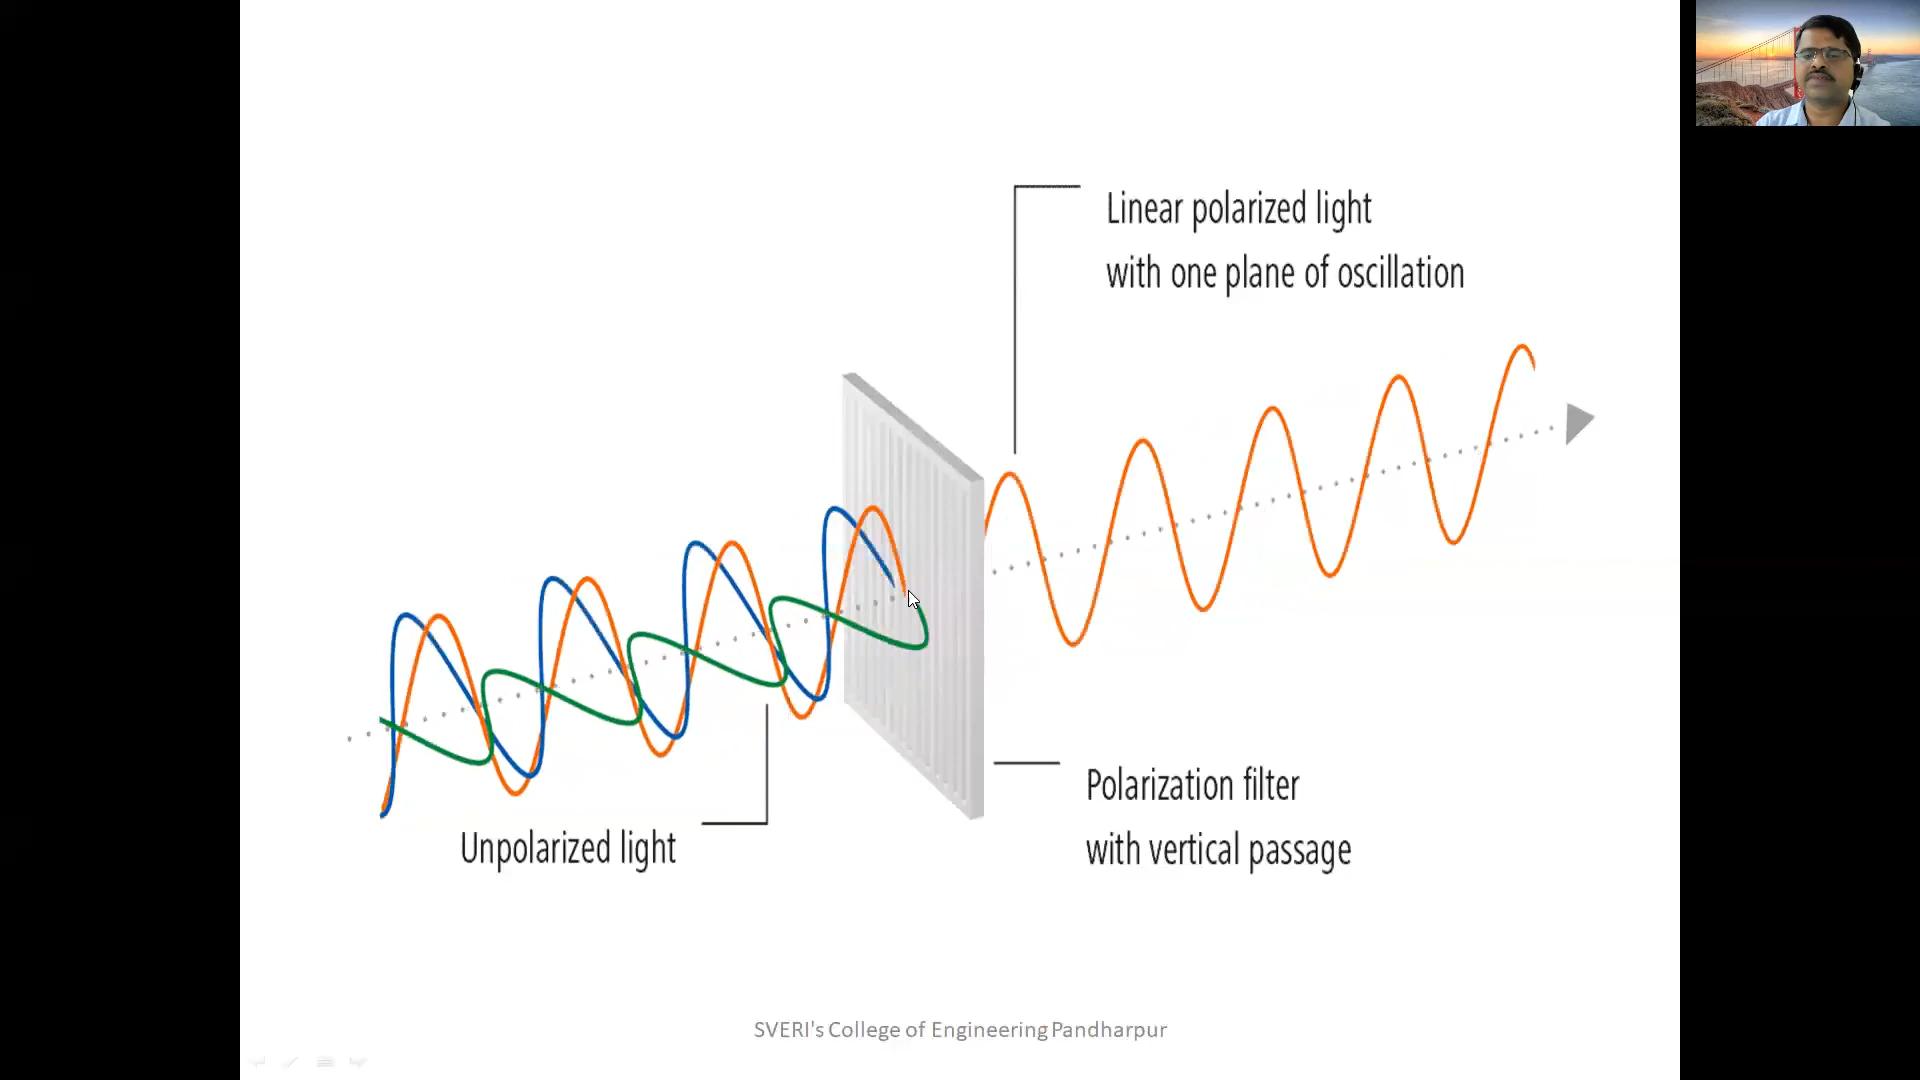 Linear polarized light
with one plane of oscillation
Unpolarized light
Polarization filter
with vertical passage
SVERI's College of Engineering Pandharpur